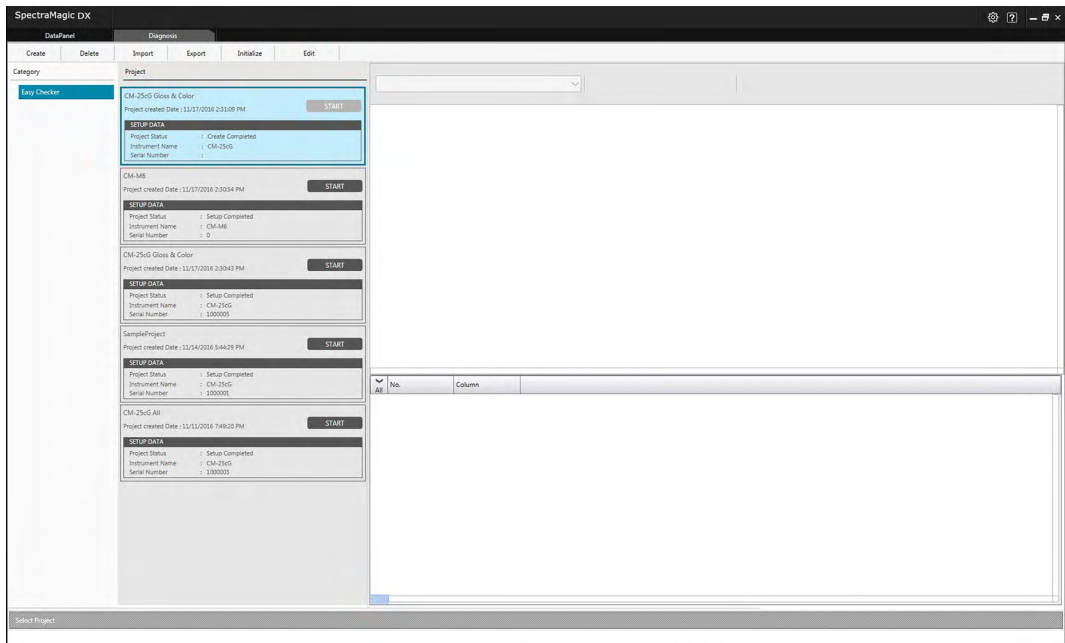 SpectraMagic DX
DataPanel Diagnosis
Create Delete Import Export Initialize Edit
Category
Easy Checker
Project
CM-25cG Gloss & Color
Project created Date : 11/17/2016 2:31:09 PM
START
SETUP DATA
Project Status : Create Completed
Instrument Name : CM-25cG
Serial Number :
CM-M6
Project created Date : 11/17/2016 2:30:54 PM
START
SETUP DATA
Project Status : Setup Completed
Instrument Name : CM-M6
Serial Number : 0
CM-25cG Gloss & Color
Project created Date : 11/17/2016 2:30:43 PM
START
SETUP DATA
Project Status : Setup Completed
Instrument Name : CM-25cG
Serial Number : 1000005
SampleProject
Project created Date : 11/14/2016 5:44:29 PM
START
SETUP DATA
Project Status : Setup Completed
Instrument Name : CM-25cG
Serial Number : 1000001
CM-25cG All
Project created Date : 11/11/2016 7:49:20 PM
START
SETUP DATA
Project Status : Setup Completed
Instrument Name : CM-25cG
Serial Number : 1000005
All No. Column
Select Project